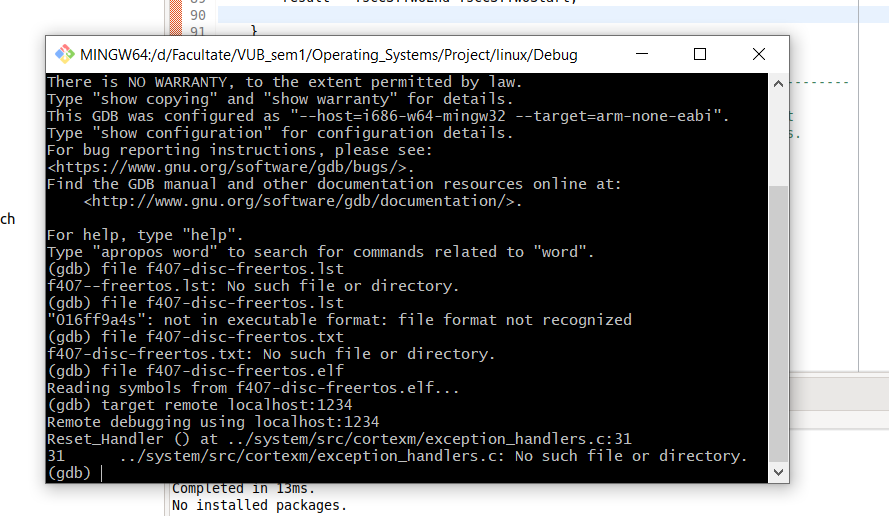 90
91 }
MINGW64:/d/Facultate/VUB_sem1/Operating_Systems/Project/linux/Debug
There is NO WARRANTY, to the extent permitted by law.
Type "show copying" and "show warranty" for details.
This GDB was configured as "--host=i686-w64-mingw32 --target=arm-none-eabi".
Type "show configuration" for configuration details.
For bug reporting instructions, please see:
<https://www.gnu.org/software/gdb/bugs/>.
Find the GDB manual and other documentation resources online at:
<http://www.gnu.org/software/gdb/documentation/>.
ch
For help, type "help".
Type "apropos word" to search for commands related to "word".
(gdb) file f407-disc-freertos.lst
f407--freertos.lst: No such file or directory.
(gdb) file f407-disc-freertos.lst
"016ff9a4s": not in executable format: file format not recognized
(gdb) file f407-disc-freertos.txt
f407-disc-freertos.txt: No such file or directory.
(gdb) file f407-disc-freertos.elf
Reading symbols from f407-disc-freertos.elf...
(gdb) target remote localhost:1234
Remote debugging using localhost:1234
Reset_Handler () at ../system/src/cortexm/exception_handlers.c:31
31 ../system/src/cortexm/exception_handlers.c: No such file or directory.
(gdb)
Completed in 13ms.
No installed packages.